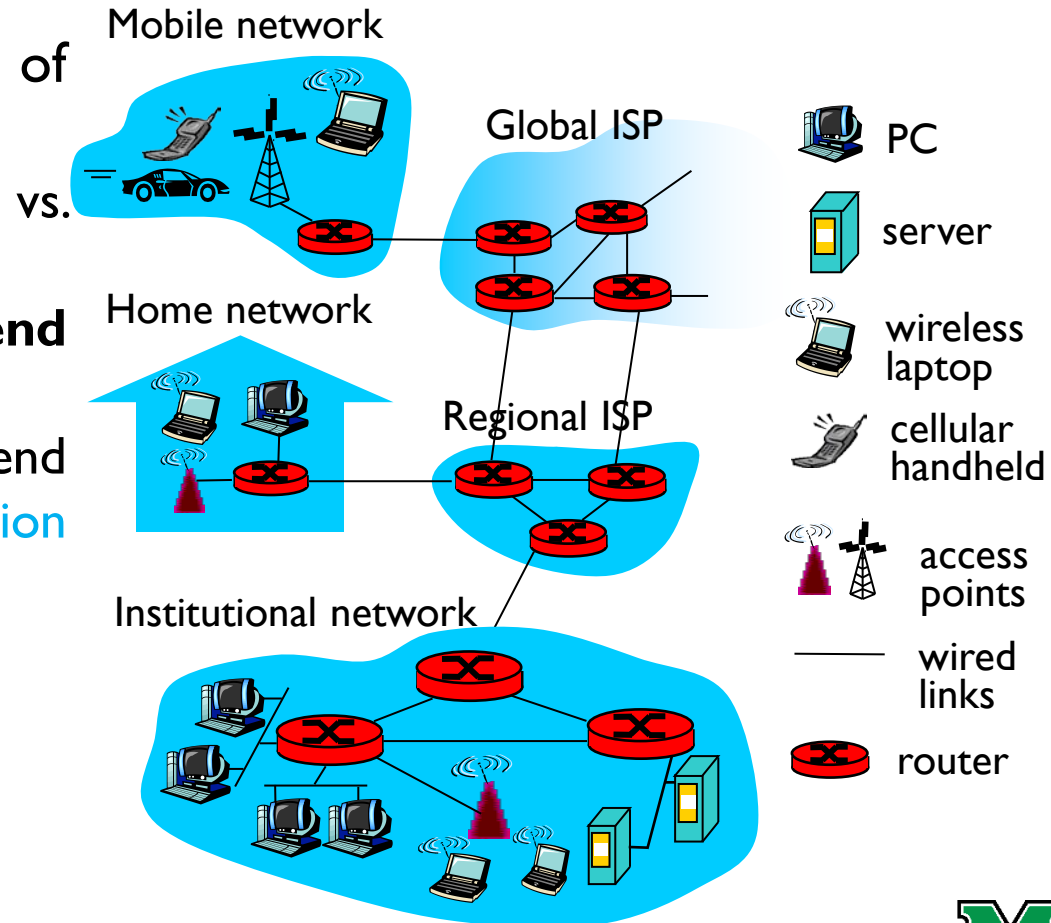 Mobile network
of
Global ISP
PC
vs.
server
Home network
end
wireless
laptop
Regional ISP
cellular
handheld
end
ion
access
points
Institutional network
wired
links
router